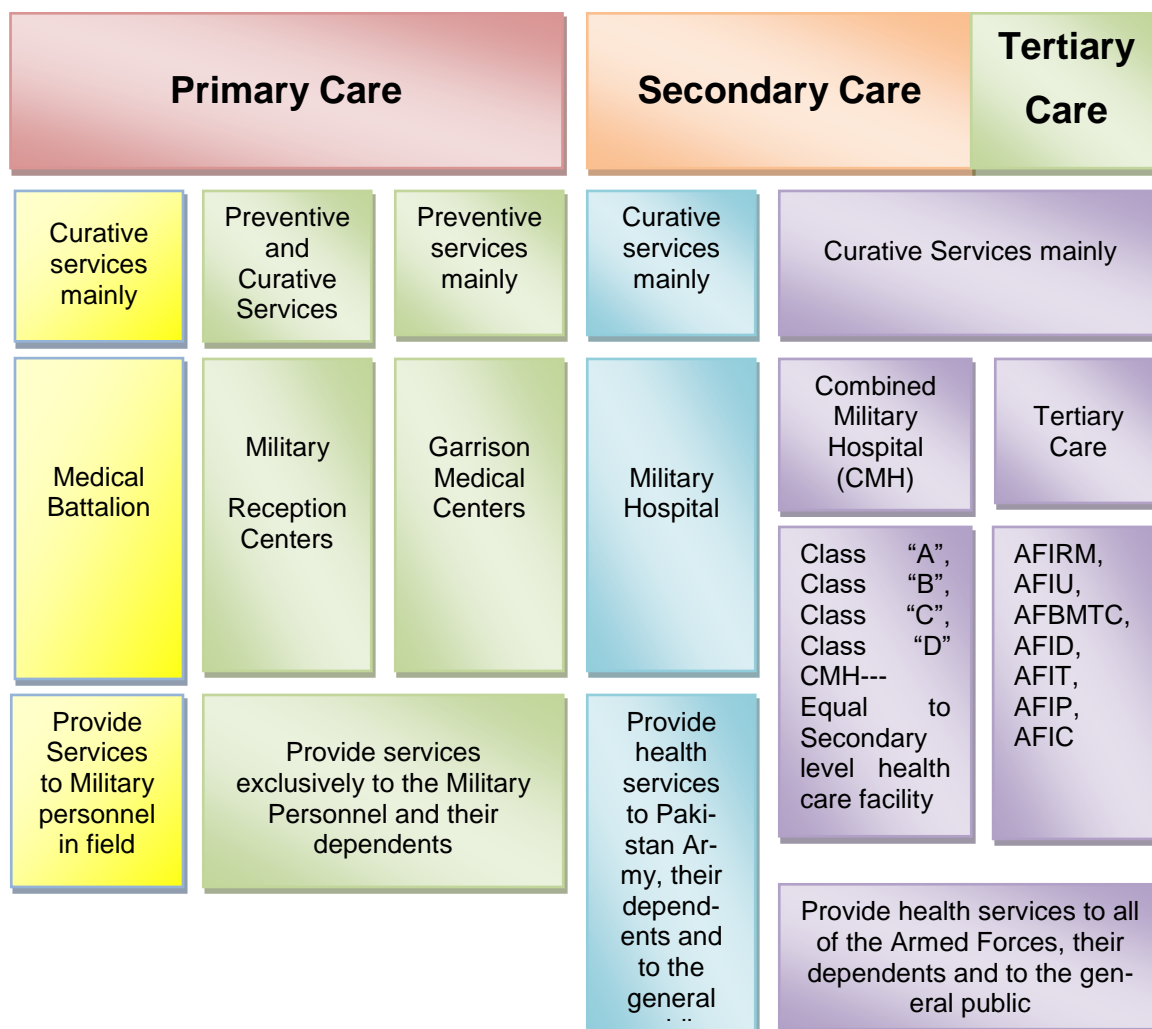 Primary Care
Secondary Care
Tertiary
Care
Curative
services
mainly
Preventive
and
Curative
Services
Preventive
services
mainly
Curative
services
mainly
Curative Services mainly
Medical
Battalion
Military
Reception
Centers
Garrison
Medical
Centers
Military
Hospital
Combined
Military
Hospital
(CMH)
Tertiary
Care
Class “A”,
Class “B”,
Class “C”,
Class “D”
CMH---
Equal to
Secondary
level health
care facility
AFIRM,
AFIU,
AFBMTC,
AFID,
AFIT,
AFIP,
AFIC
Provide
Services
to Military
personnel
in field
Provide services
exclusively to the Military
Personnel and their
dependents
Provide
health
services
to Paki-
stan Ar-
my, their
depend-
ents and
to the
general
Provide health services to all
of the Armed Forces, their
dependents and to the gen-
eral public